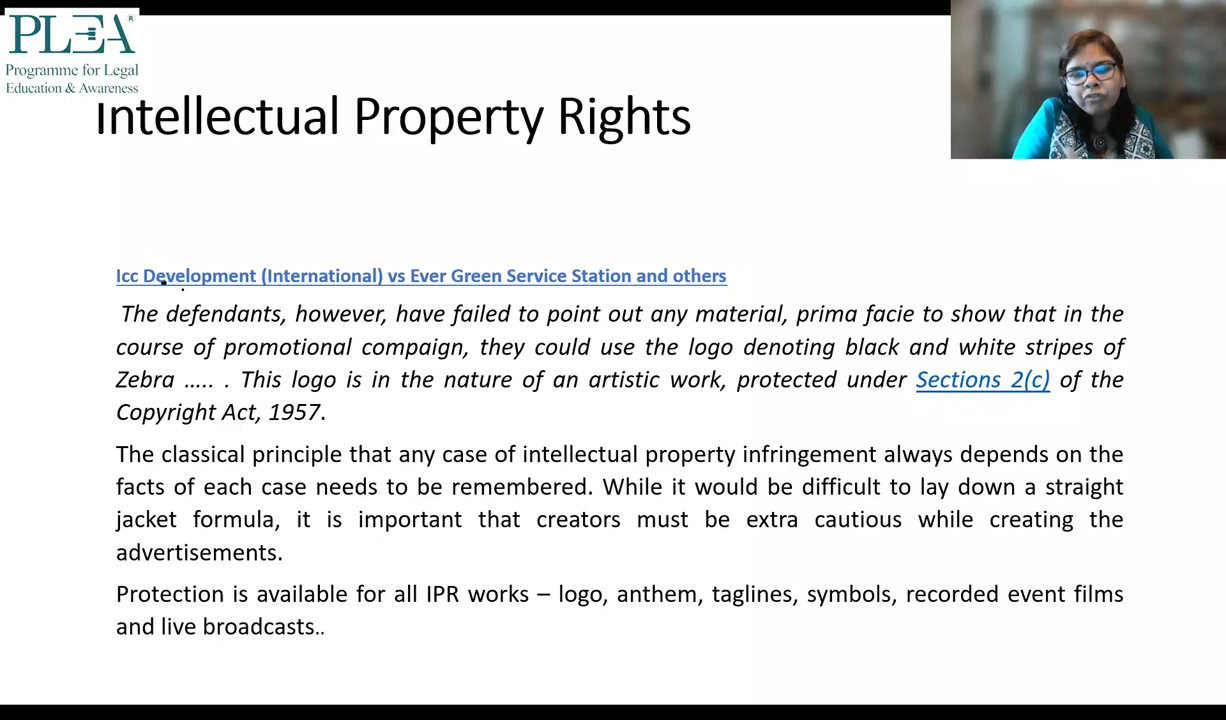 PLEA®
Programme for Legal
Education & Awareness
Intellectual Property Rights
Icc Development (International) vs Ever Green Service Station and others
The defendants, however, have failed to point out any material, prima facie to show that in the
course of promotional compaign, they could use the logo denoting black and white stripes of
Zebra ..... . This logo is in the nature of an artistic work, protected under Sections 2(c) of the
Copyright Act, 1957.
The classical principle that any case of intellectual property infringement always depends on the
facts of each case needs to be remembered. While it would be difficult to lay down a straight
jacket formula, it is important that creators must be extra cautious while creating the
advertisements.
Protection is available for all IPR works – logo, anthem, taglines, symbols, recorded event films
and live broadcasts..